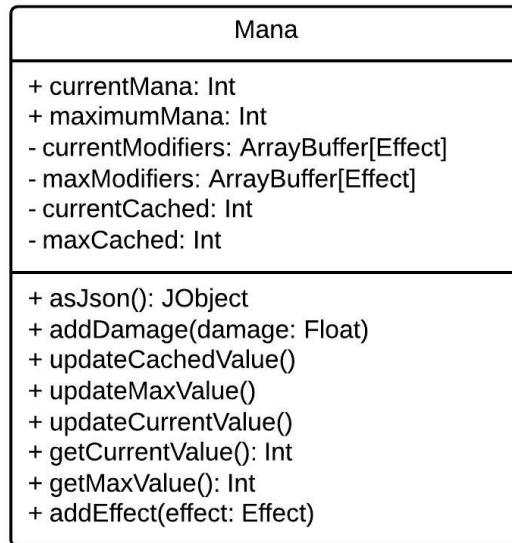 Mana
+ currentMana: Int
+ maximumMana: Int
- currentModifiers: ArrayBuffer[Effect]
- maxModifiers: ArrayBuffer[Effect]
- currentCached: Int
- maxCached: Int
+ asJson(): JObject
+ addDamage(damage: Float)
+ updateCachedValue()
+ updateMaxValue()
+ updateCurrentValue()
+ getCurrentValue(): Int
+ getMaxValue(): Int
+ addEffect(effect: Effect)